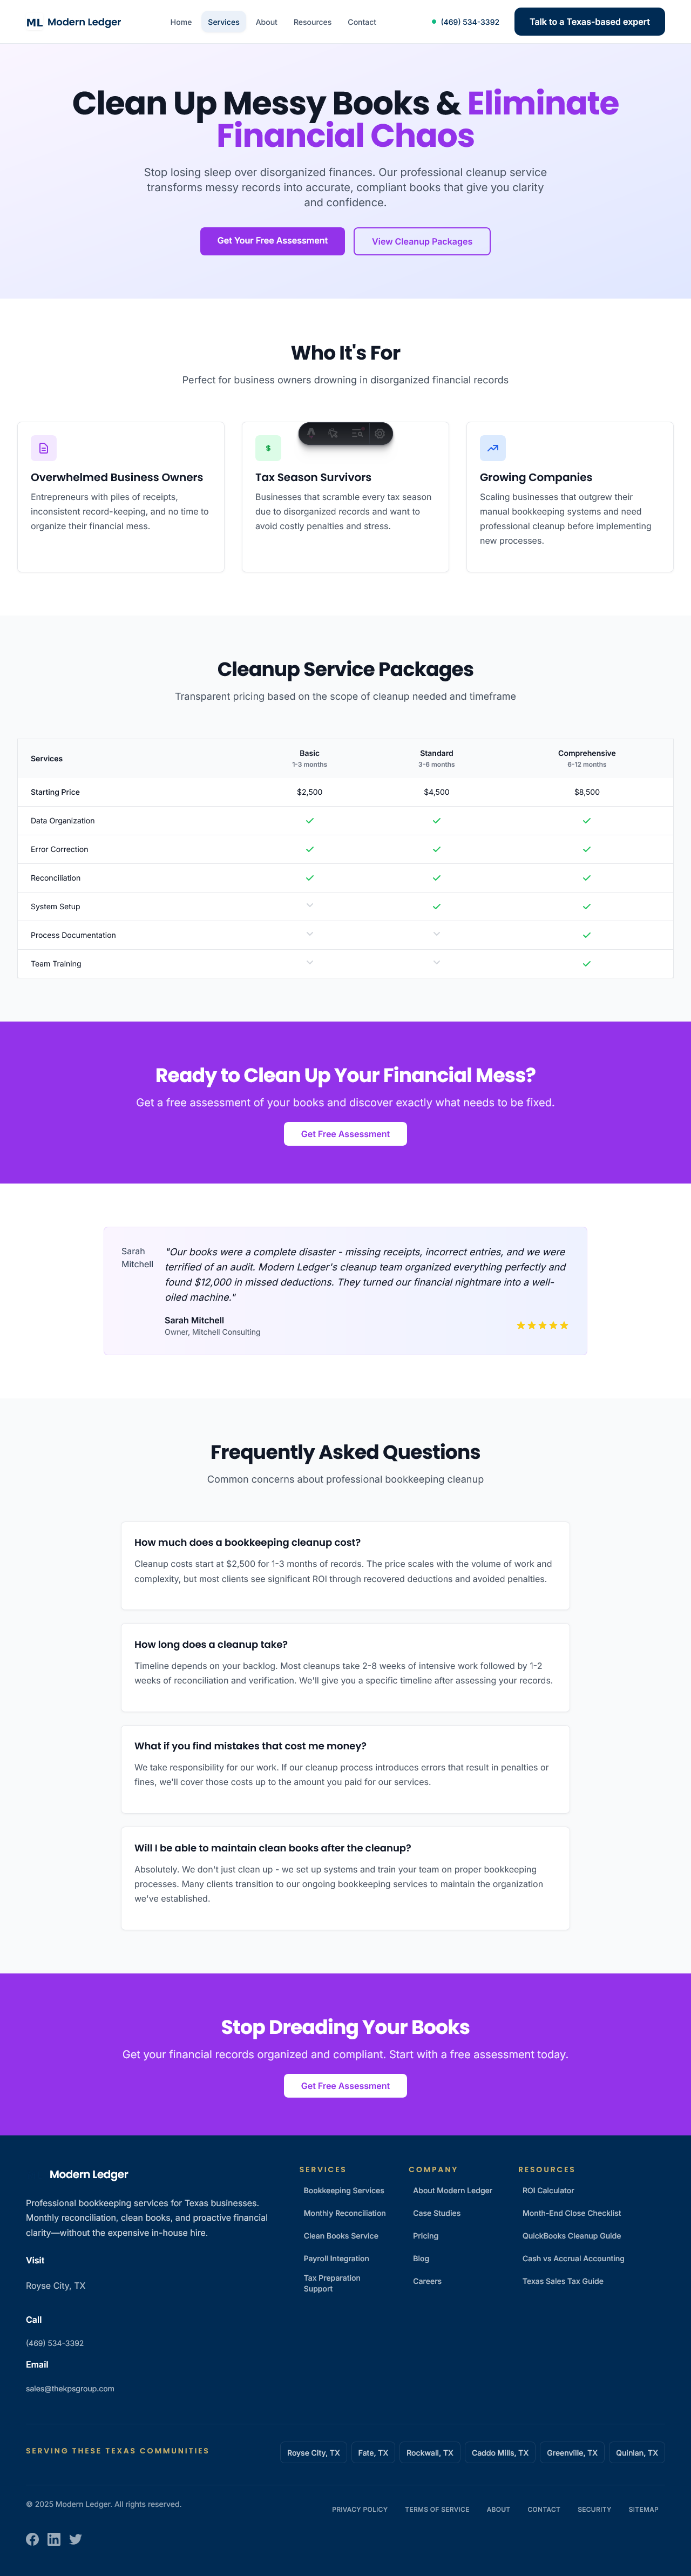 ML Modern Ledger
Home
Services
About
Resources
Contact
(469) 534-3392
Talk to a Texas-based expert
Clean Up Messy Books & Eliminate
Financial Chaos
Stop losing sleep over disorganized finances. Our professional cleanup service
transforms messy records into accurate, compliant books that give you clarity
and confidence.
Get Your Free Assessment
View Cleanup Packages
Who It's For
Perfect for business owners drowning in disorganized financial records
Overwhelmed Business Owners
Entrepreneurs with piles of receipts,
inconsistent record-keeping, and no time to
organize their financial mess.
$
Tax Season Survivors
Businesses that scramble every tax season
due to disorganized records and want to
avoid costly penalties and stress.
Growing Companies
Scaling businesses that outgrew their
manual bookkeeping systems and need
professional cleanup before implementing
new processes.
Cleanup Service Packages
Transparent pricing based on the scope of cleanup needed and timeframe
Services
Basic
1-3 months
Standard
3-6 months
Comprehensive
6-12 months
Starting Price $2,500 $4,500 $8,500
Data Organization
Error Correction
Reconciliation
System Setup
Process Documentation
Team Training
Ready to Clean Up Your Financial Mess?
Get a free assessment of your books and discover exactly what needs to be fixed.
Get Free Assessment
Sarah
Mitchell
"Our books were a complete disaster - missing receipts, incorrect entries, and we were
terrified of an audit. Modern Ledger's cleanup team organized everything perfectly and
found $12,000 in missed deductions. They turned our financial nightmare into a well-
oiled machine."
Sarah Mitchell
Owner, Mitchell Consulting
Frequently Asked Questions
Common concerns about professional bookkeeping cleanup
How much does a bookkeeping cleanup cost?
Cleanup costs start at $2,500 for 1-3 months of records. The price scales with the volume of work and
complexity, but most clients see significant ROI through recovered deductions and avoided penalties.
How long does a cleanup take?
Timeline depends on your backlog. Most cleanups take 2-8 weeks of intensive work followed by 1-2
weeks of reconciliation and verification. We'll give you a specific timeline after assessing your records.
What if you find mistakes that cost me money?
We take responsibility for our work. If our cleanup process introduces errors that result in penalties or
fines, we'll cover those costs up to the amount you paid for our services.
Will I be able to maintain clean books after the cleanup?
Absolutely. We don't just clean up - we set up systems and train your team on proper bookkeeping
processes. Many clients transition to our ongoing bookkeeping services to maintain the organization
we've established.
Stop Dreading Your Books
Get your financial records organized and compliant. Start with a free assessment today.
Get Free Assessment
Modern Ledger
Professional bookkeeping services for Texas businesses.
Monthly reconciliation, clean books, and proactive financial
clarity—without the expensive in-house hire.
Visit
Royse City, TX
Call
(469) 534-3392
Email
sales@thekpsgroup.com
SERVICES
Bookkeeping Services
Monthly Reconciliation
Clean Books Service
Payroll Integration
Tax Preparation
Support
COMPANY
About Modern Ledger
Case Studies
Pricing
Blog
Careers
RESOURCES
ROI Calculator
Month-End Close Checklist
QuickBooks Cleanup Guide
Cash vs Accrual Accounting
Texas Sales Tax Guide
SERVING THESE TEXAS COMMUNITIES
Royse City, TX
Fate, TX
Rockwall, TX
Caddo Mills, TX
Greenville, TX
Quinlan, TX
© 2025 Modern Ledger. All rights reserved.
PRIVACY POLICY
TERMS OF SERVICE
ABOUT
CONTACT
SECURITY
SITEMAP